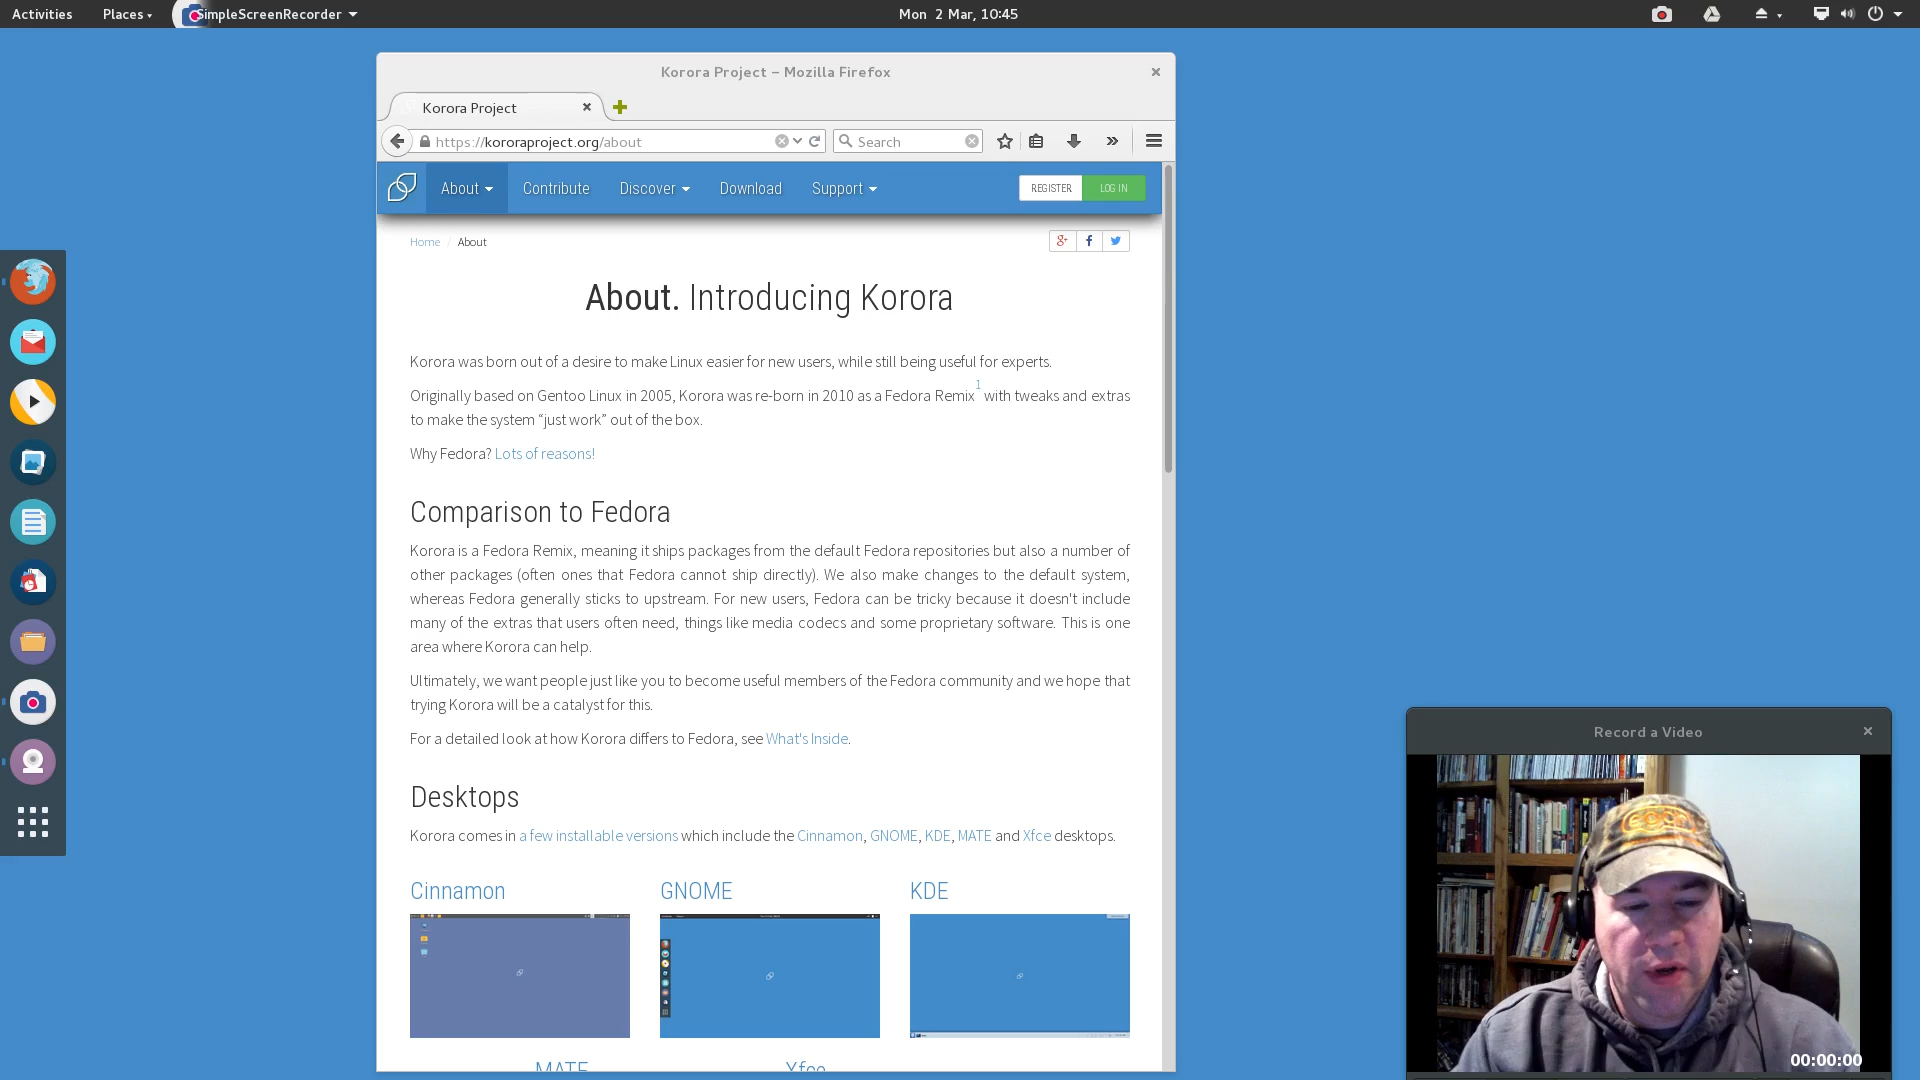 Activities Places SimpleScreenRecorder Mon 2 Mar, 10:45
Korora Project – Mozilla Firefox
Korora Project
https://kororaproject.org/about Search
About Contribute Discover Download Support REGISTER LOG IN
Home / About
About. Introducing Korora
Korora was born out of a desire to make Linux easier for new users, while still being useful for experts.
Originally based on Gentoo Linux in 2005, Korora was re-born in 2010 as a Fedora Remix1 with tweaks and extras
to make the system “just work” out of the box.
Why Fedora? Lots of reasons!
Comparison to Fedora
Korora is a Fedora Remix, meaning it ships packages from the default Fedora repositories but also a number of
other packages (often ones that Fedora cannot ship directly). We also make changes to the default system,
whereas Fedora generally sticks to upstream. For new users, Fedora can be tricky because it doesn't include
many of the extras that users often need, things like media codecs and some proprietary software. This is one
area where Korora can help.
Ultimately, we want people just like you to become useful members of the Fedora community and we hope that
trying Korora will be a catalyst for this.
For a detailed look at how Korora differs to Fedora, see What's Inside.
Desktops
Korora comes in a few installable versions which include the Cinnamon, GNOME, KDE, MATE and Xfce desktops.
Cinnamon GNOME KDE
MATE Xfce
Record a Video
00:00:00